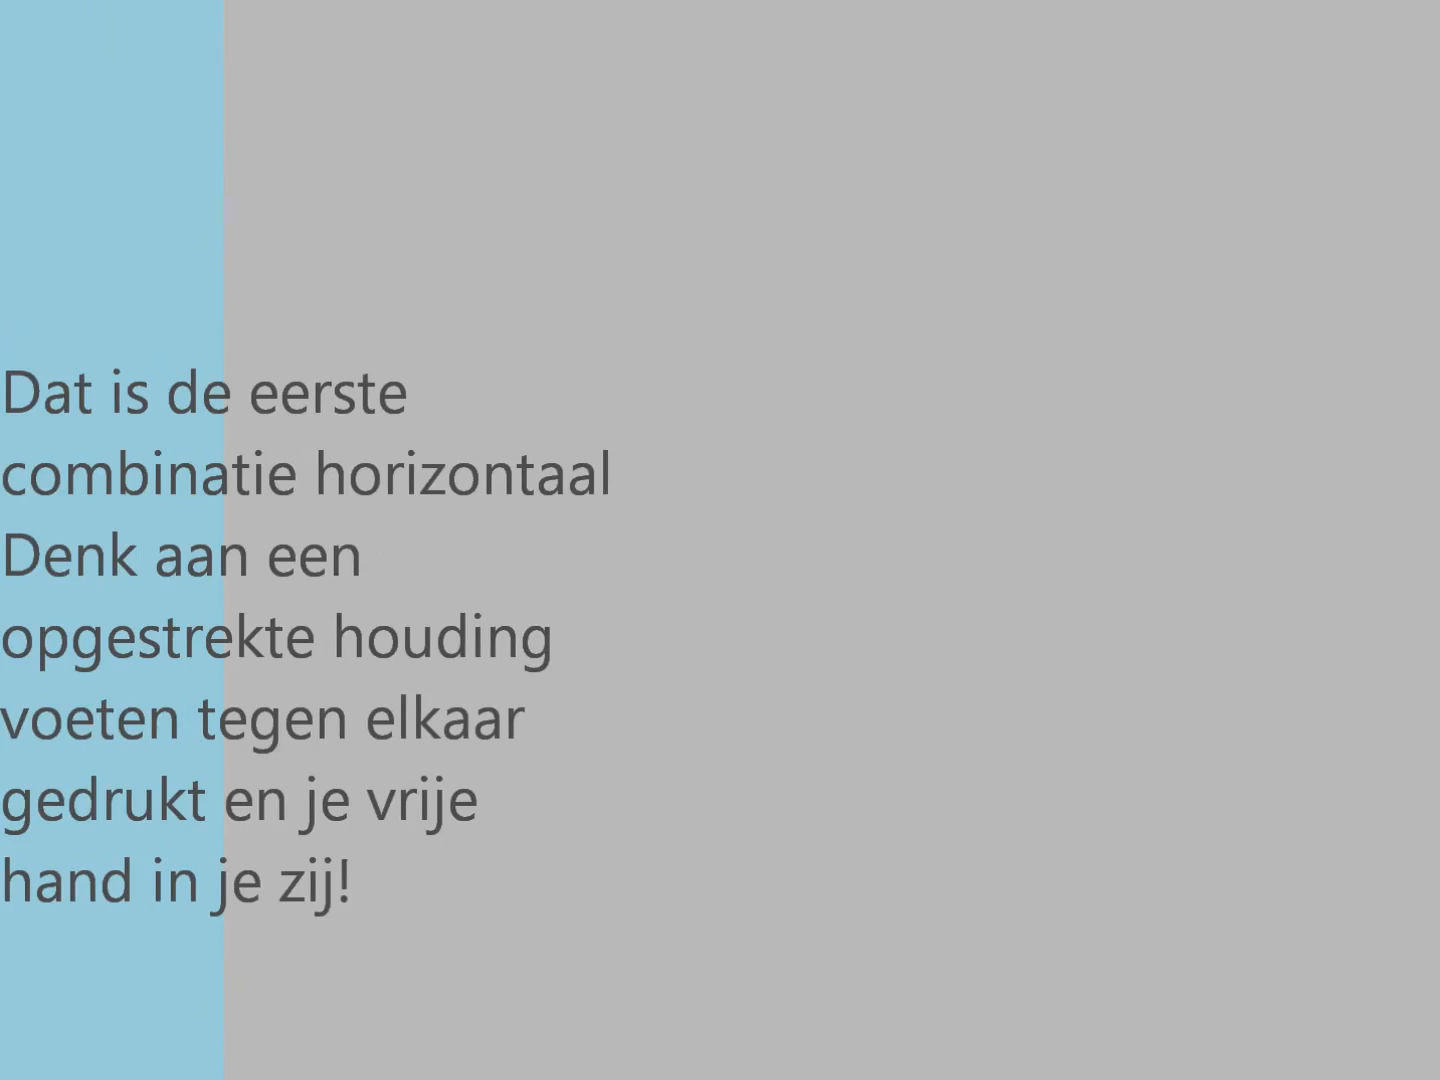 Dat is de eerste
combinatie horizontaal
Denk aan een
opgestrekte houding
voeten tegen elkaar
gedrukt en je vrije
hand in je zij!